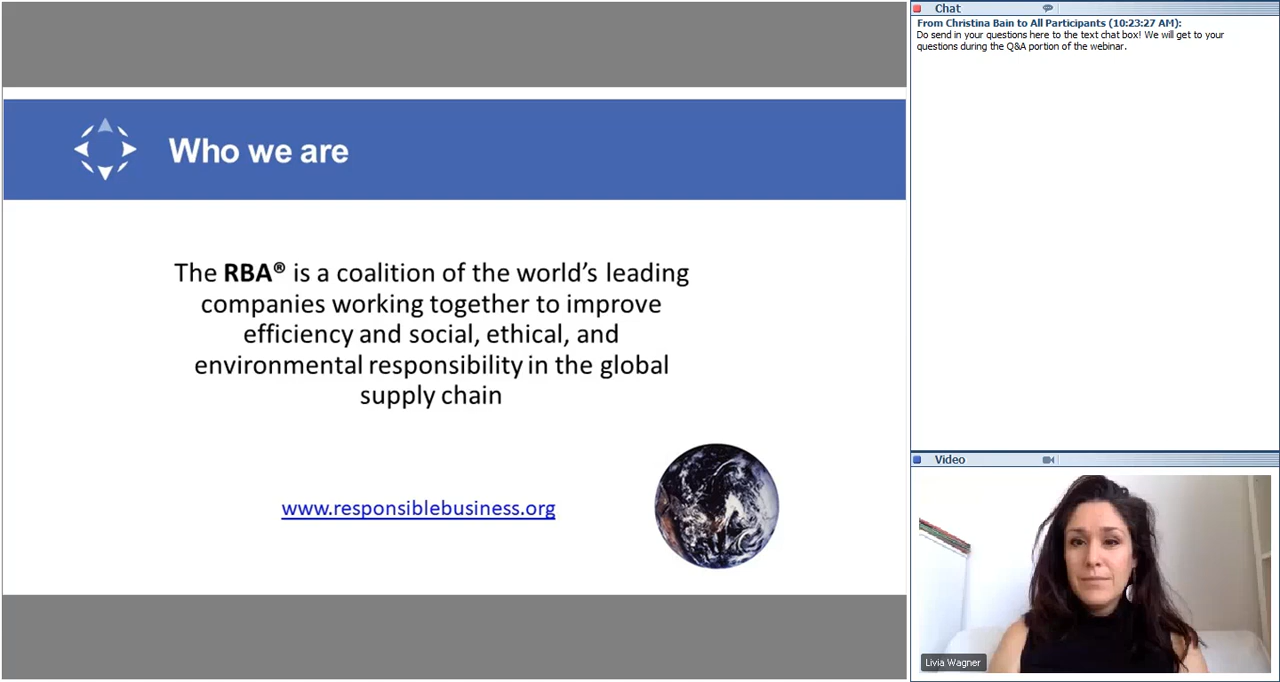 Who we are
The RBA® is a coalition of the world's leading
companies working together to improve
efficiency and social, ethical, and
environmental responsibility in the global
supply chain
www.responsiblebusiness.org
Chat
From Christina Bain to All Participants (10:23:27 AM):
Do send in your questions here to the text chat box! We will get to your
questions during the Q&A portion of the webinar.
Video
Livia Wagner